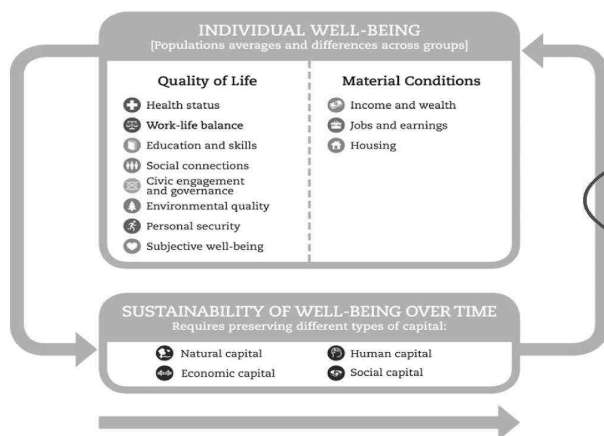 INDIVIDUAL WELL-BEING
[Populations averages and differences across groups]
Quality of Life
Health status
Work-life balance
Education and skills
Social connections
Civic engagement
and governance
Environmental quality
Personal security
Subjective well-being
Material Conditions
Income and wealth
Jobs and earnings
Housing
SUSTAINABILITY OF WELL-BEING OVER TIME
Requires preserving different types of capital:
Natural capital
Human capital
Economic capital
Social capital